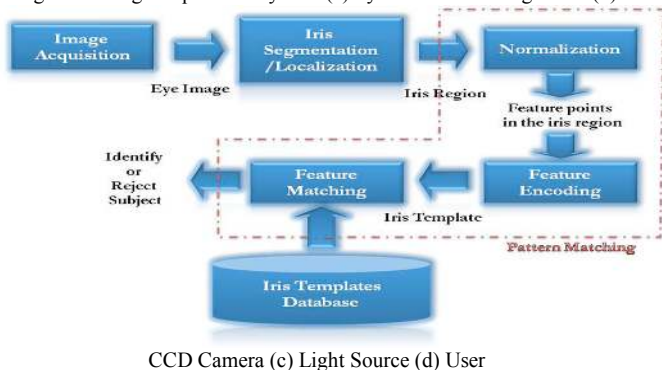 Image
Acquisition
Eye Image
Iris
Segmentation
/Localization
Iris
Region
Normalization
Feature points
in the iris region
Feature
Encoding
Iris Template
Feature
Matching
Identify
or
Reject
Subject
Pattern Matching
Iris Templates
Database
CCD Camera (c) Light Source (d) User